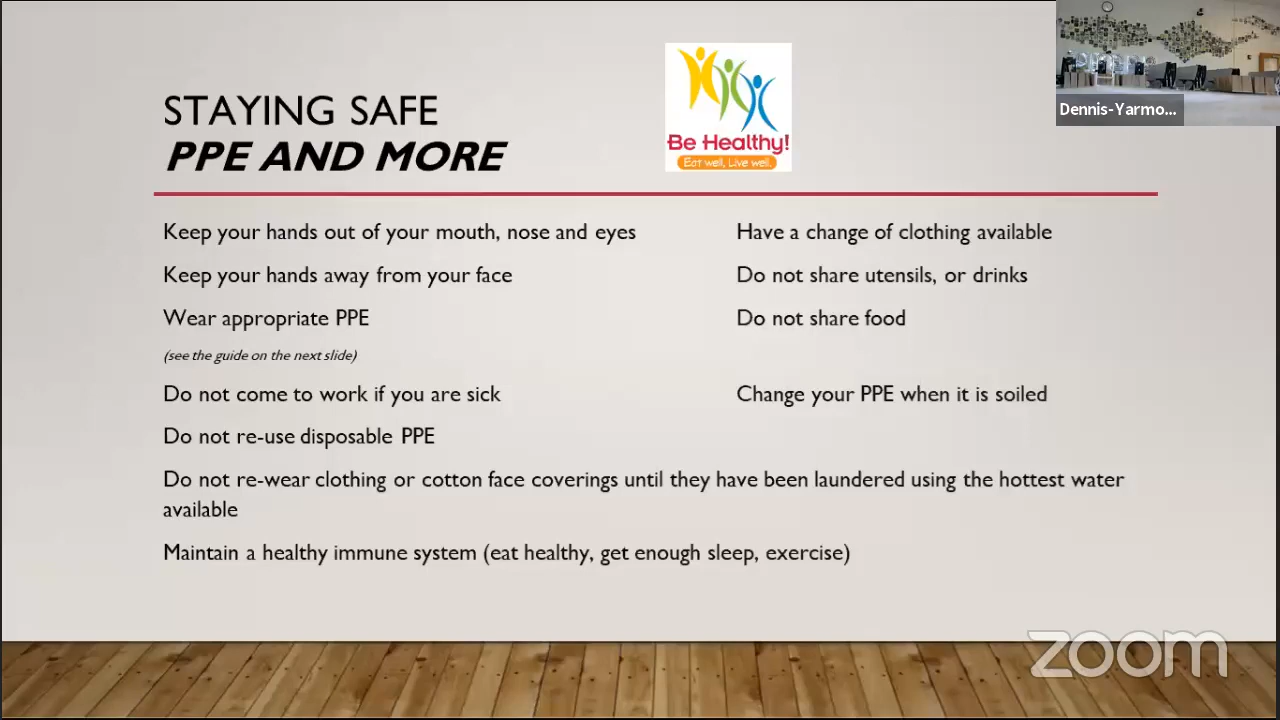 STAYING SAFE
PPE AND MORE
Be Healthy!
Eat well, Live well.
Dennis-Yarmo...
Keep your hands out of your mouth, nose and eyes
Have a change of clothing available
Keep your hands away from your face
Do not share utensils, or drinks
Wear appropriate PPE
Do not share food
(see the guide on the next slide)
Do not come to work if you are sick
Change your PPE when it is soiled
Do not re-use disposable PPE
Do not re-wear clothing or cotton face coverings until they have been laundered using the hottest water
available
Maintain a healthy immune system (eat healthy, get enough sleep, exercise)
zoom